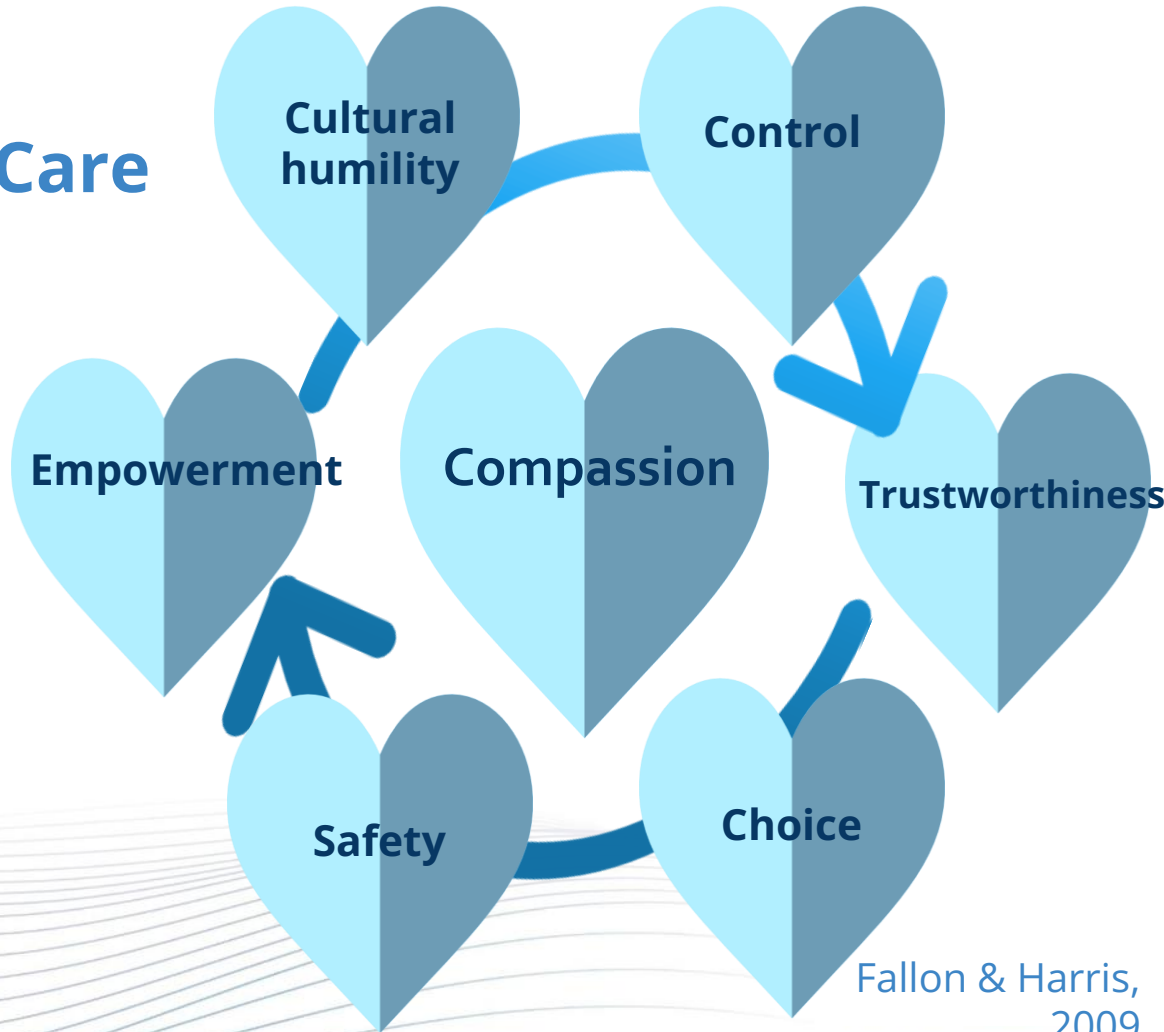 Care
Cultural
humility
Control
Empowerment
Compassion
Trustworthiness
Safety
Choice
Fallon & Harris,
2009